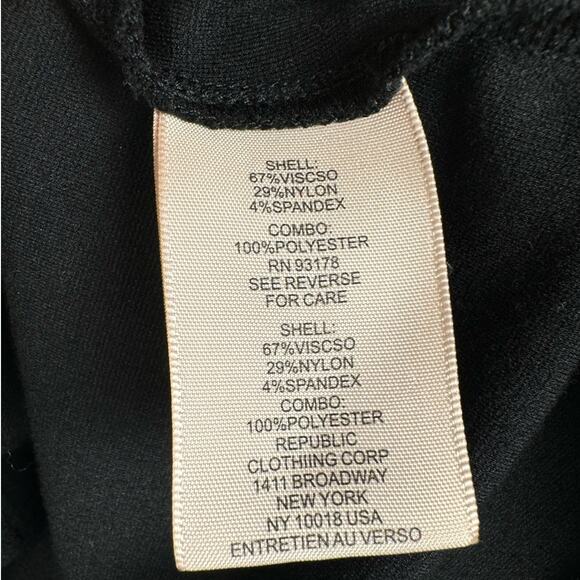 SHELL:
67%VISCSO
29%NYLON
4%SPANDEX
COMBO:
100%POLYESTER
RN 93178
SEE REVERSE
FOR CARE
SHELL:
67%VISCSO
29%NYLON
4%SPANDEX
COMBO:
100%POLYESTER
REPUBLIC
CLOTHIING CORP
1411 BROADWAY
NEW YORK
NY 10018 USA
ENTRETIEN AU VERSO